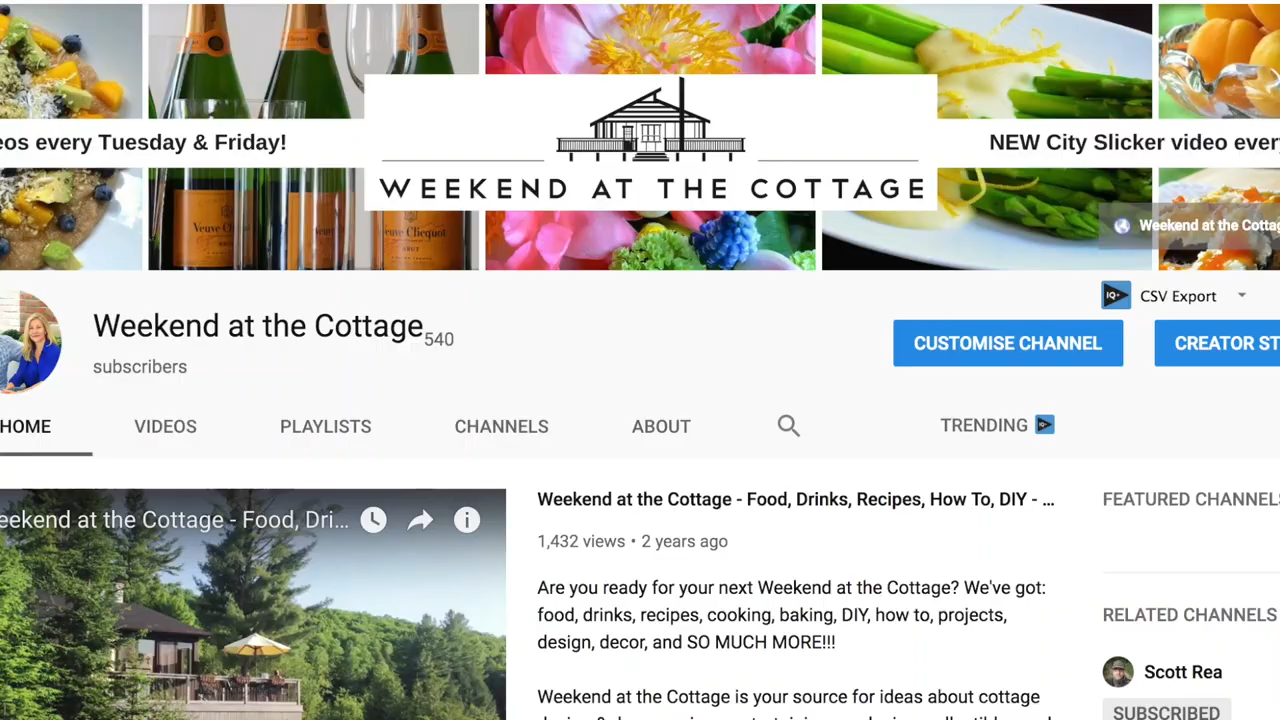 eos every Tuesday & Friday!
WEEKEND AT THE COTTAGE
NEW City Slicker video ever
Weekend at the Cottag
Veuve Clicquot
IQ+ CSV Export
Weekend at the Cottage 540
subscribers
CUSTOMISE CHANNEL
CREATOR ST
HOME VIDEOS PLAYLISTS CHANNELS ABOUT TRENDING IQ+
eekend at the Cottage - Food, Dri...
Weekend at the Cottage - Food, Drinks, Recipes, How To, DIY - ...
1,432 views • 2 years ago
Are you ready for your next Weekend at the Cottage? We've got:
food, drinks, recipes, cooking, baking, DIY, how to, projects,
design, decor, and SO MUCH MORE!!!
Weekend at the Cottage is your source for ideas about cottage
FEATURED CHANNELS
RELATED CHANNELS
Scott Rea
SUBSCRIBED